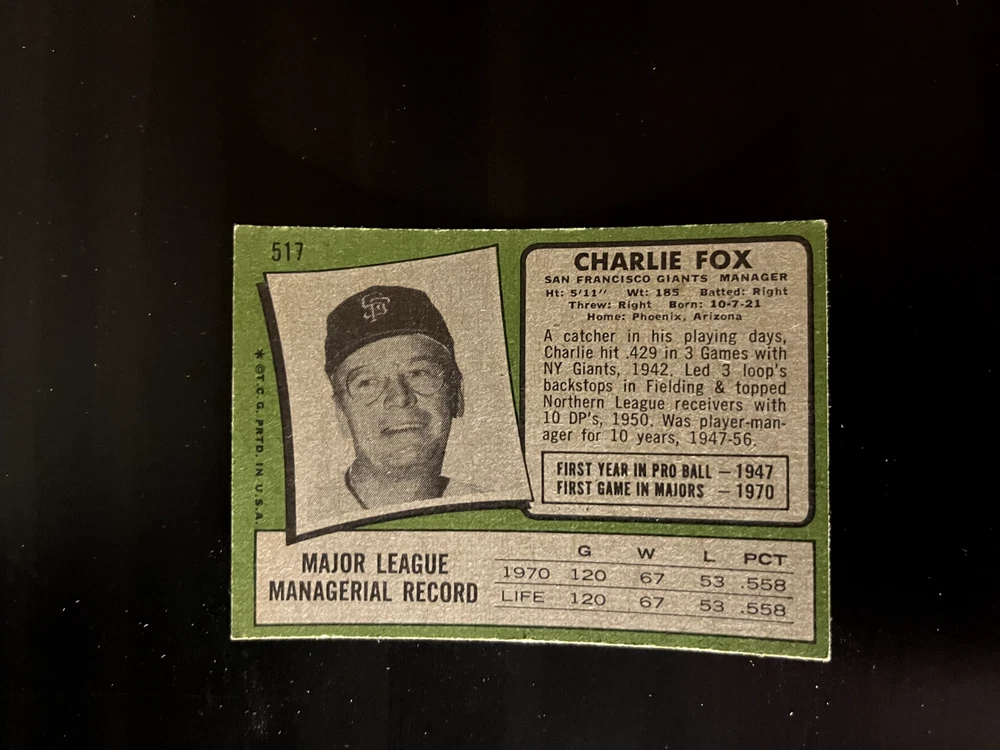 517
SF
* ©T.C.G. PRTD. IN U.S.A.
CHARLIE FOX
SAN FRANCISCO GIANTS MANAGER
Ht: 5'11" Wt: 185 Batted: Right
Threw: Right Born: 10-7-21
Home: Phoenix, Arizona
A catcher in his playing days,
Charlie hit .429 in 3 Games with
NY Giants, 1942. Led 3 loop's
backstops in Fielding & topped
Northern League receivers with
10 DP's, 1950. Was player-man-
ager for 10 years, 1947-56.
FIRST YEAR IN PRO BALL — 1947
FIRST GAME IN MAJORS — 1970
MAJOR LEAGUE
MANAGERIAL RECORD
G W L PCT
1970 120 67 53 .558
LIFE 120 67 53 .558